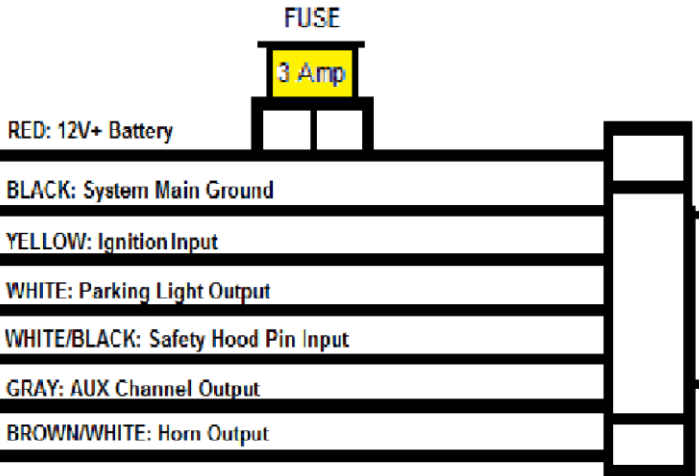 FUSE
3 Amp
RED: 12V+ Battery
BLACK: System Main Ground
YELLOW: Ignition Input
WHITE: Parking Light Output
WHITE/BLACK: Safety Hood Pin Input
GRAY: AUX Channel Output
BROWN/WHITE: Horn Output